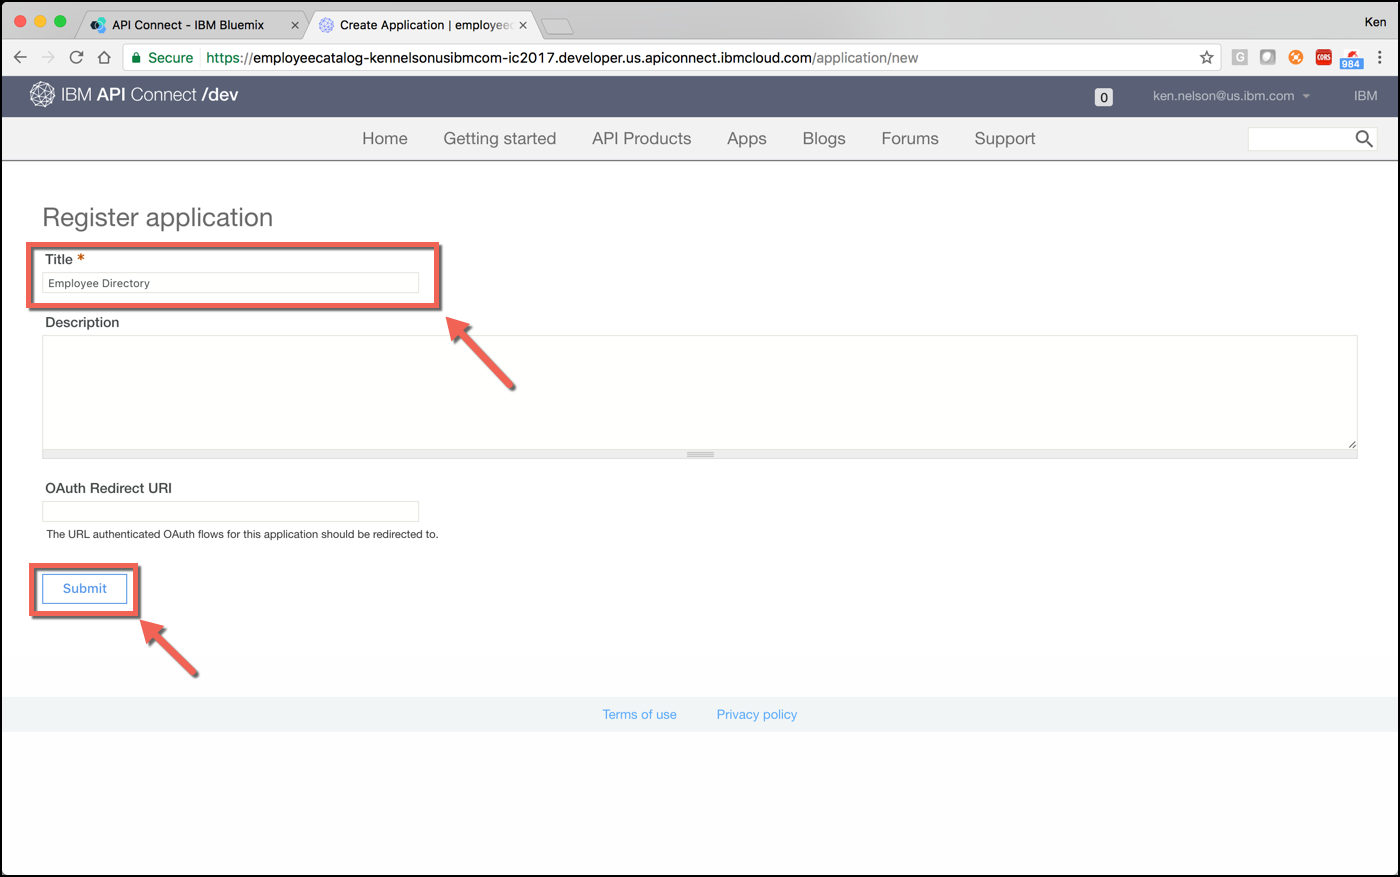 API Connect - IBM Bluemix
Create Application | employeec
Ken
Secure https://employeecatalog-kennelsonusibmcom-ic2017.developer.us.apiconnect.ibmcloud.com/application/new
G
CORS
984
IBM API Connect /dev
0
ken.nelson@us.ibm.com
IBM
Home Getting started API Products Apps Blogs Forums Support
Register application
Title *
Employee Directory
Description
OAuth Redirect URI
The URL authenticated OAuth flows for this application should be redirected to.
Submit
Terms of use Privacy policy